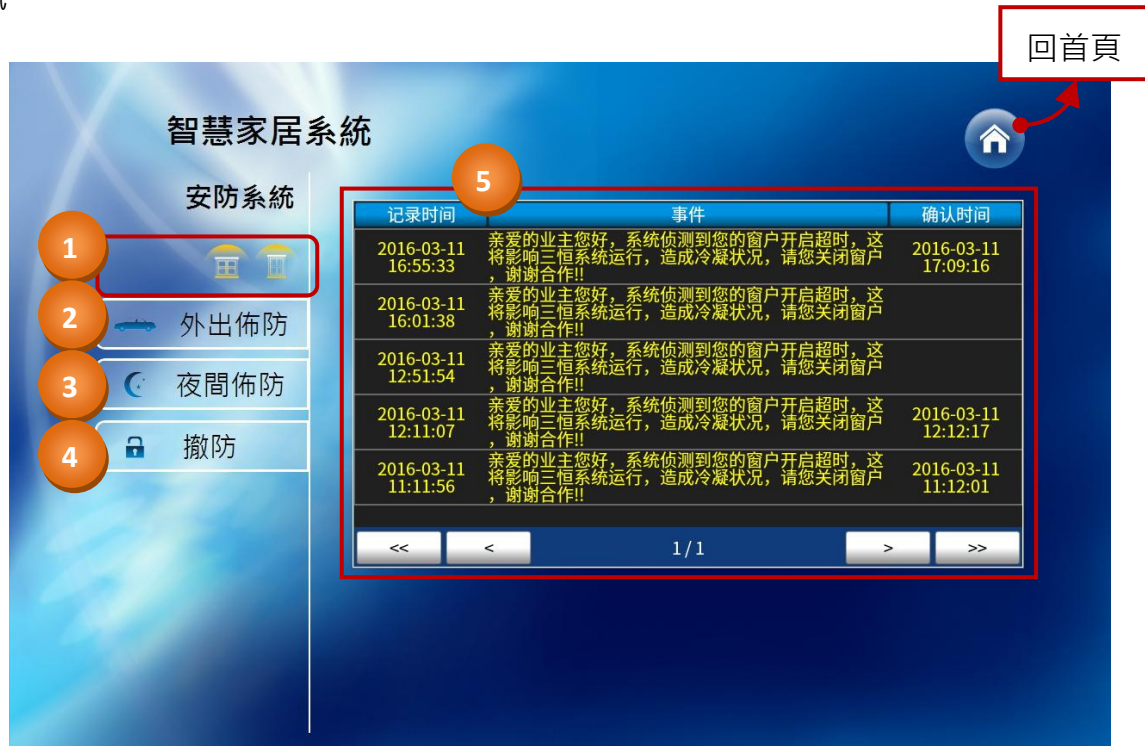 回首頁
智慧家居系統
安防系統
1
2
外出佈防
3
夜間佈防
4
撤防
5
记录时间 事件 确认时间
2016-03-11
16:55:33
亲爱的业主您好，系统侦测到您的窗户开启超时，这
将影响三恒系统运行，造成冷凝状况，请您关闭窗户
，谢谢合作!!
2016-03-11
17:09:16
2016-03-11
16:01:38
亲爱的业主您好，系统侦测到您的窗户开启超时，这
将影响三恒系统运行，造成冷凝状况，请您关闭窗户
，谢谢合作!!
2016-03-11
12:51:54
亲爱的业主您好，系统侦测到您的窗户开启超时，这
将影响三恒系统运行，造成冷凝状况，请您关闭窗户
，谢谢合作!!
2016-03-11
12:11:07
亲爱的业主您好，系统侦测到您的窗户开启超时，这
将影响三恒系统运行，造成冷凝状况，请您关闭窗户
，谢谢合作!!
2016-03-11
12:12:17
2016-03-11
11:11:56
亲爱的业主您好，系统侦测到您的窗户开启超时，这
将影响三恒系统运行，造成冷凝状况，请您关闭窗户
，谢谢合作!!
2016-03-11
11:12:01
<< < 1/1 > >>